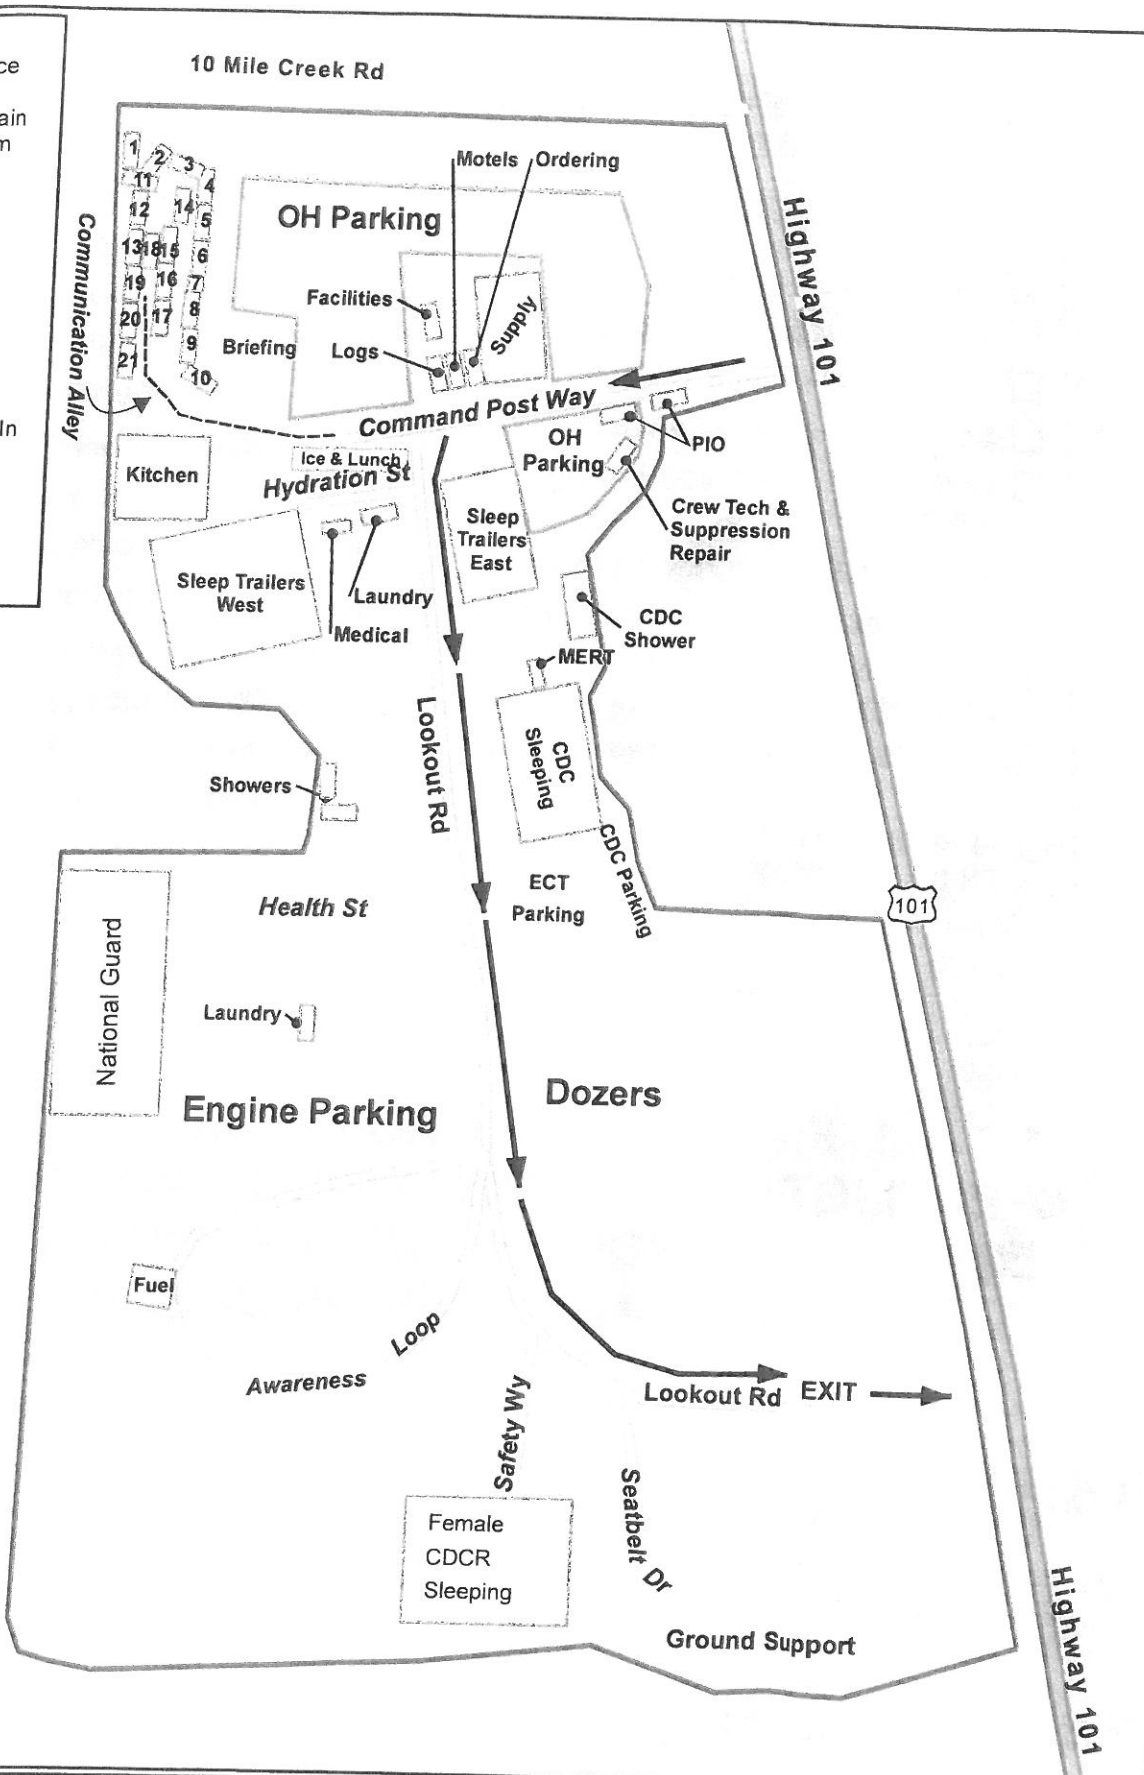 ce
ain
m
In
10 Mile Creek Rd
1
2
3
4
11
12
14
5
13
18
15
6
19
16
7
20
17
8
21
9
10
Communication Alley
OH Parking
Motels
Ordering
Facilities
Supply
Briefing
Logs
Highway 101
Command Post Way
PIO
OH
Parking
Kitchen
Ice & Lunch
Hydration St
Crew Tech &
Suppression
Repair
Sleep
Trailers
East
Sleep Trailers
West
Laundry
Medical
CDC
Shower
MERT
Lookout Rd
CDC
Sleeping
Showers
CDC Parking
ECT
Parking
101
Health St
National Guard
Laundry
Engine Parking
Dozers
Fuel
Awareness Loop
Lookout Rd
EXIT
Safety Wy
Seatbelt Dr
Female
CDCR
Sleeping
Ground Support
Highway 101